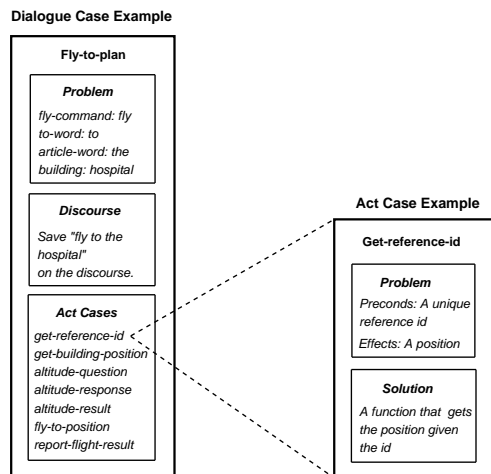 Dialogue Case Example
Fly-to-plan
Problem
fly-command: fly
to-word: to
article-word: the
building: hospital
Discourse
Save "fly to the
hospital"
on the discourse.
Act Cases
get-reference-id
get-building-position
altitude-question
altitude-response
altitude-result
fly-to-position
report-flight-result
Act Case Example
Get-reference-id
Problem
Preconds: A unique
reference id
Effects: A position
Solution
A function that gets
the position given
the id